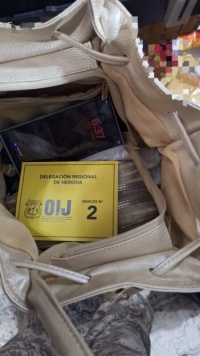 DELEGACIÓN REGIONAL
DE HEREDIA
OIJ
INDICIO N°
2